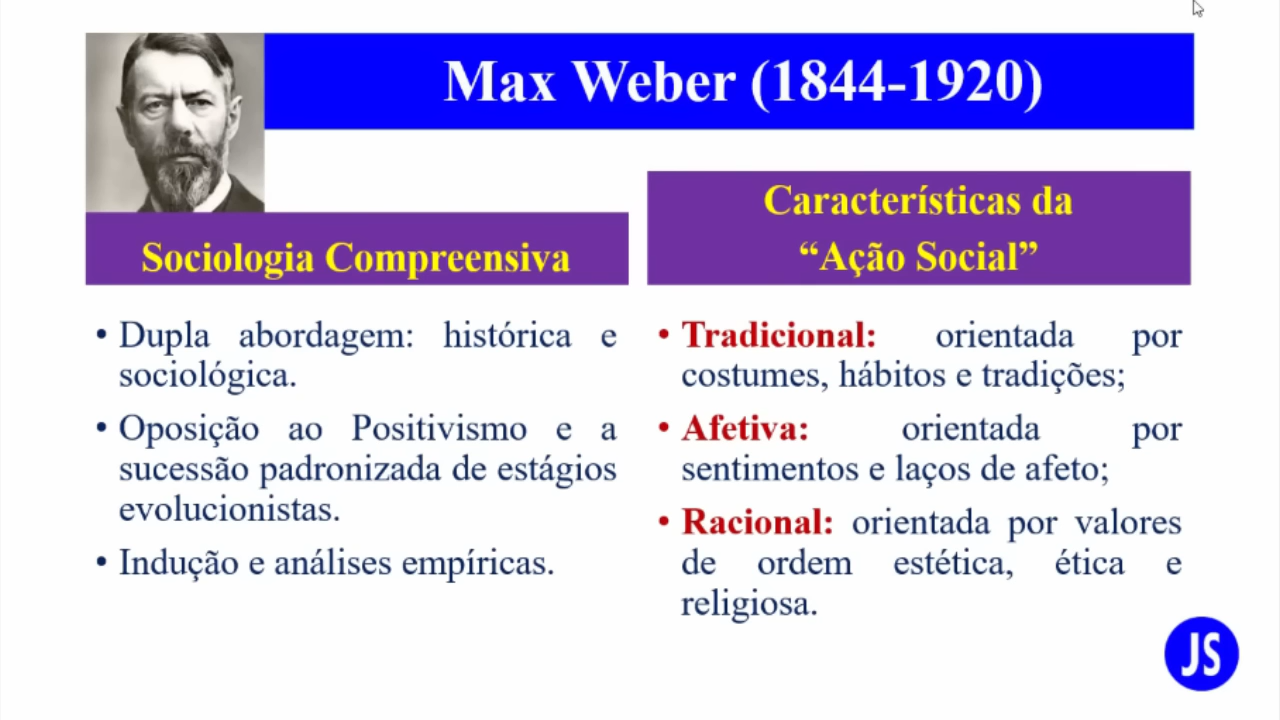 Max Weber (1844-1920)
Sociologia Compreensiva
• Dupla abordagem: histórica e
sociológica.
• Oposição ao Positivismo e a
sucessão padronizada de estágios
evolucionistas.
• Indução e análises empíricas.
Características da
“Ação Social”
• Tradicional: orientada por
costumes, hábitos e tradições;
• Afetiva: orientada por
sentimentos e laços de afeto;
• Racional: orientada por valores
de ordem estética, ética e
religiosa.
JS